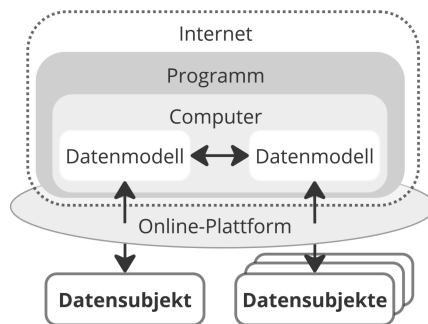 Internet
Programm
Computer
Datenmodell Datenmodell
Online-Plattform
Datensubjekt Datensubjekte